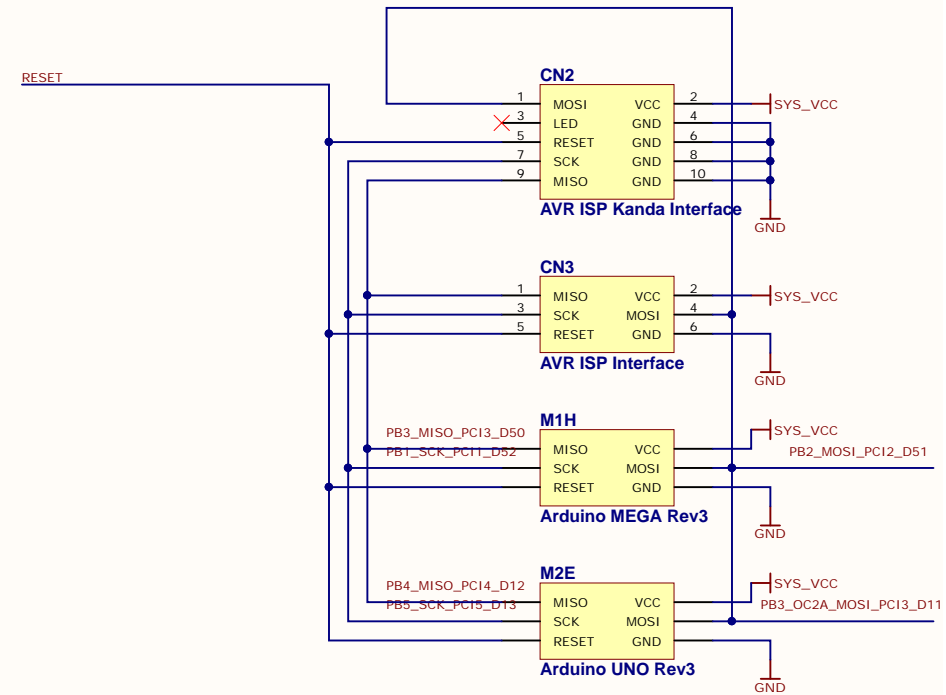 RESET
CN2
1 MOSI VCC 2 SYS_VCC
3 LED GND 4
5 RESET GND 6
7 SCK GND 8
9 MISO GND 10
AVR ISP Kanda Interface
GND
CN3
1 MISO VCC 2 SYS_VCC
3 SCK MOSI 4
5 RESET GND 6
AVR ISP Interface
GND
M1H
SYS_VCC
PB3_MISO_PCI3_D50
MISO VCC
PB2_MOSI_PCI2_D51
PB1_SCK_PCI1_D52
SCK MOSI
RESET GND
Arduino MEGA Rev3
GND
M2E
SYS_VCC
PB4_MISO_PCI4_D12
MISO VCC
PB3_OC2A_MOSI_PCI3_D11
PB5_SCK_PCI5_D13
SCK MOSI
RESET GND
Arduino UNO Rev3
GND